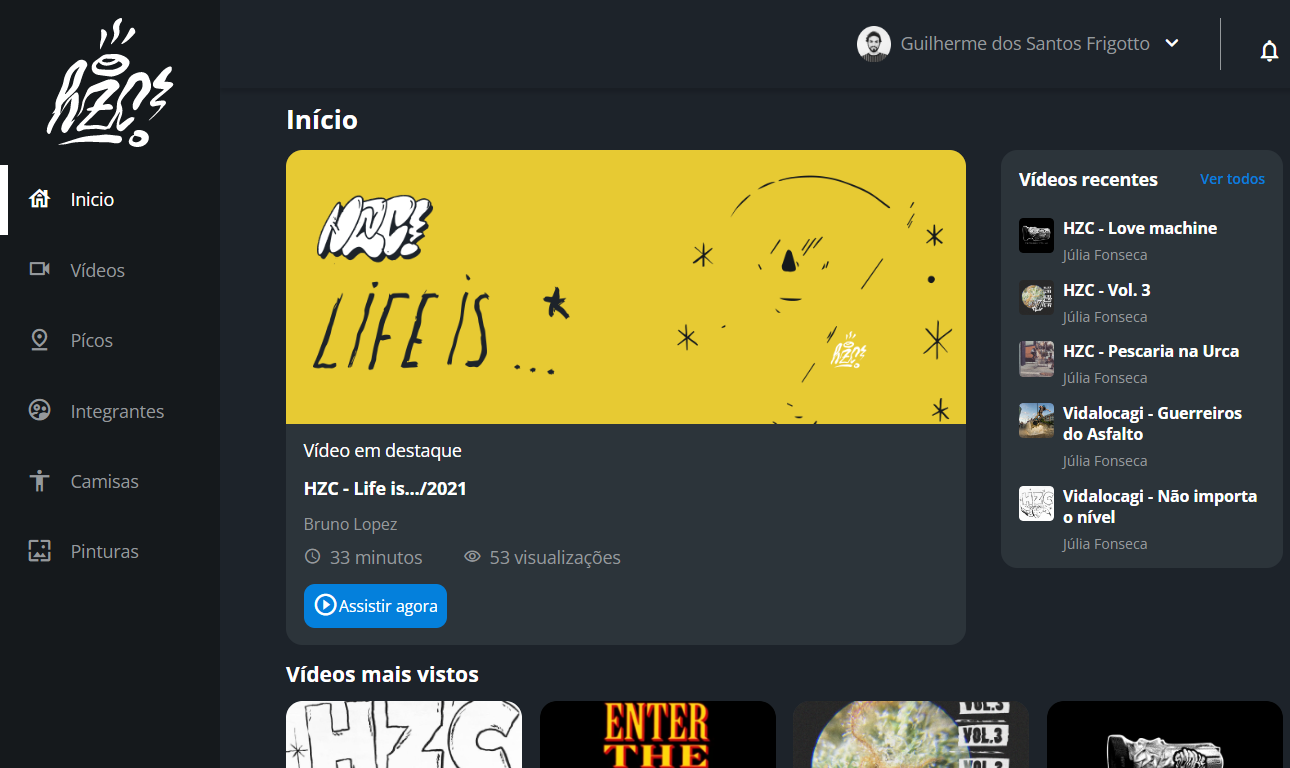 HZC!
Guilherme dos Santos Frigotto
Início
Inicio
Vídeos
Pícos
Integrantes
Camisas
Pinturas
HZC!
LIFE IS ...
HZC!
Vídeo em destaque
HZC - Life is.../2021
Bruno Lopez
33 minutos
53 visualizações
Assistir agora
Vídeos recentes
Ver todos
HZC - Love machine
Júlia Fonseca
HZC - Vol. 3
Júlia Fonseca
HZC - Pescaria na Urca
Júlia Fonseca
Vidalocagi - Guerreiros
do Asfalto
Júlia Fonseca
HZC
Vidalocagi - Não importa
o nível
Júlia Fonseca
Vídeos mais vistos
HZC
ENTER
THE
VOL.3
VOL.3
VOL.3